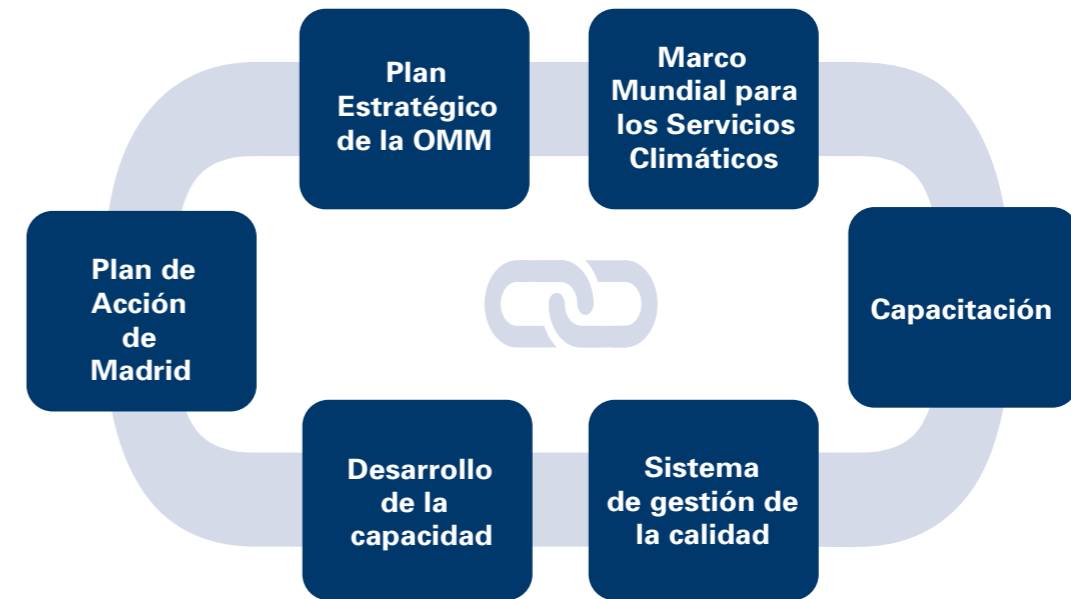 Plan
Estratégico
de la OMM
Marco
Mundial para
los Servicios
Climáticos
Plan de
Acción
de
Madrid
Capacitación
Desarrollo
de la
capacidad
Sistema
de gestión de
la calidad